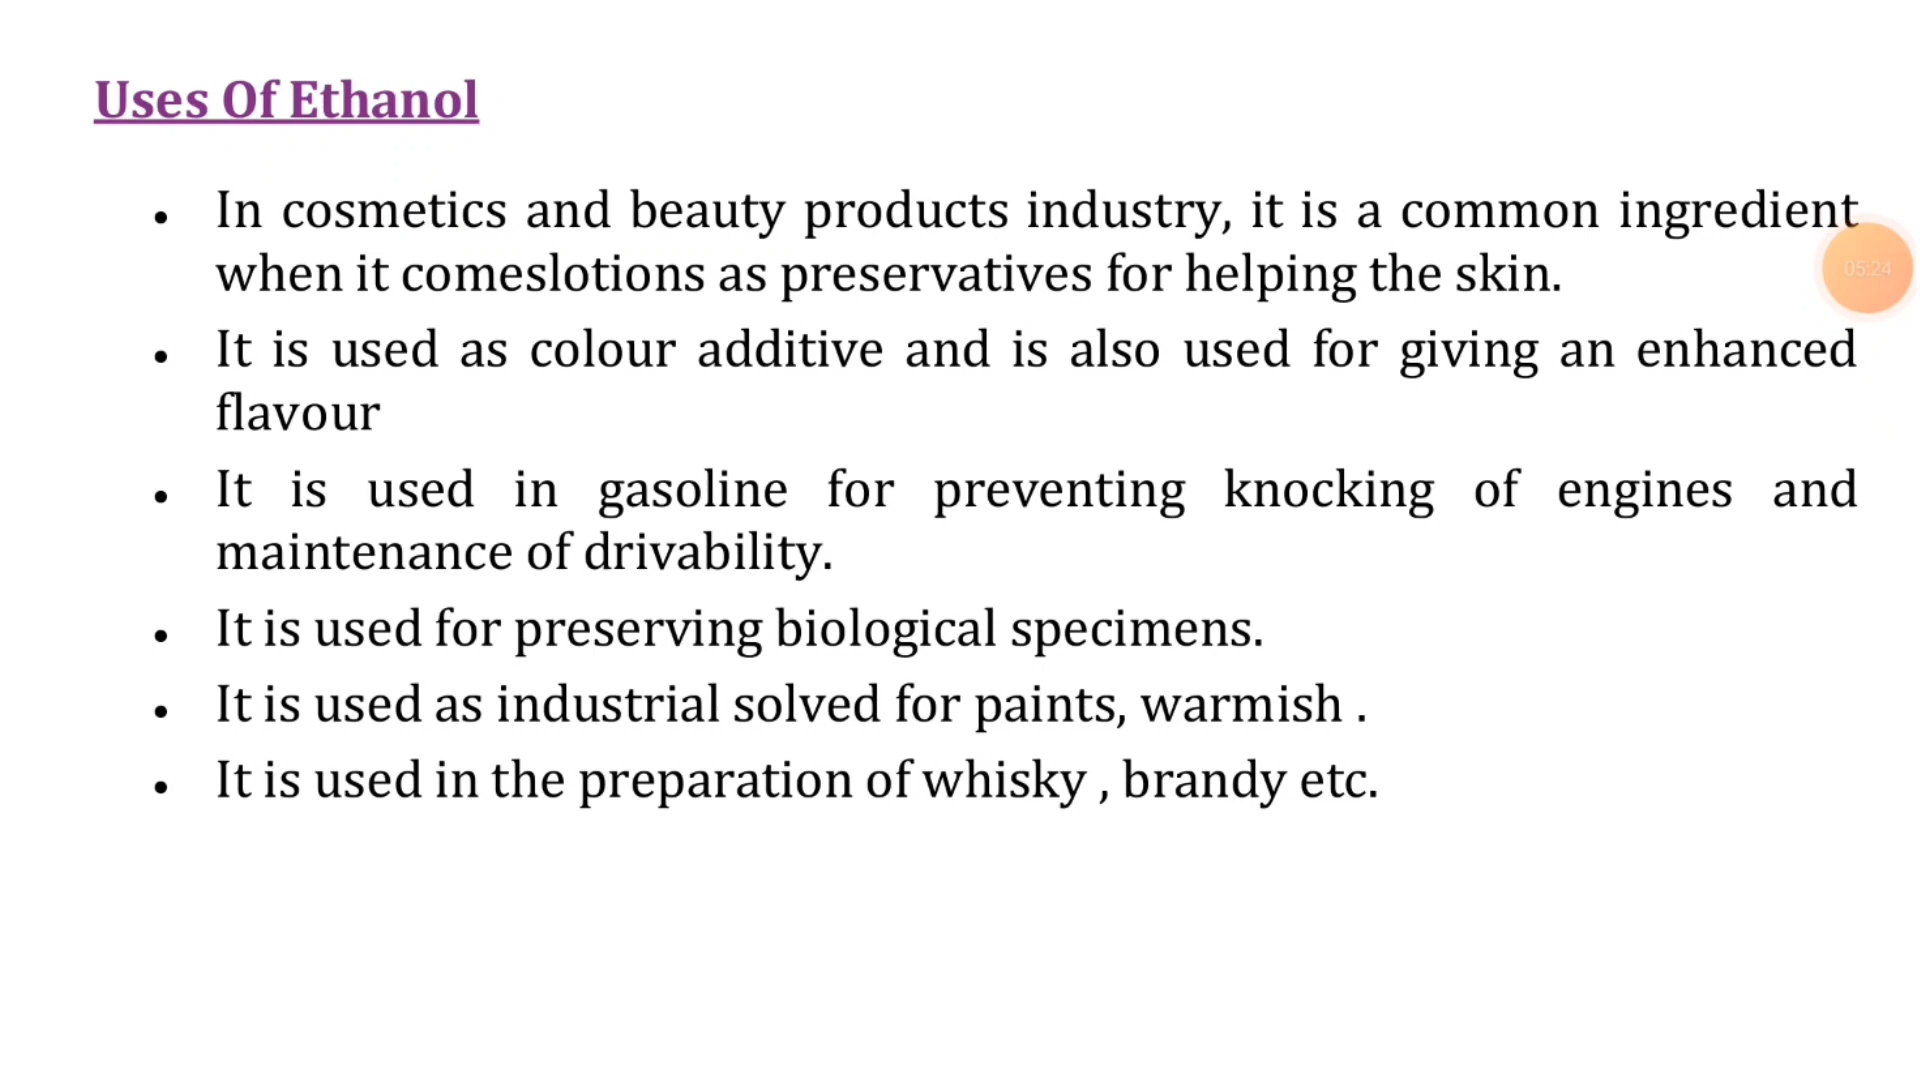 Uses Of Ethanol
• In cosmetics and beauty products industry, it is a common ingredient
when it comeslotions as preservatives for helping the skin.
05:24
• It is used as colour additive and is also used for giving an enhanced
flavour
• It is used in gasoline for preventing knocking of engines and
maintenance of drivability.
• It is used for preserving biological specimens.
• It is used as industrial solved for paints, warmish .
• It is used in the preparation of whisky , brandy etc.